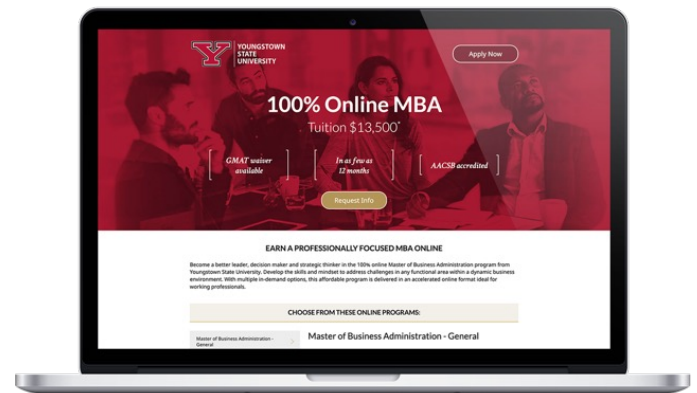 YOUNGSTOWN
STATE
UNIVERSITY
Apply Now
100% Online MBA
Tuition $13,500*
GMAT waiver
available
In as few as
12 months
AACSB accredited
Request Info
EARN A PROFESSIONALLY FOCUSED MBA ONLINE
Become a better leader, decision maker and strategic thinker in the 100% online Master of Business Administration program from
Youngstown State University. Develop the skills and mindset to address challenges in any functional area within a dynamic business
environment. With multiple in-demand options, this affordable program is delivered in an accelerated online format ideal for
working professionals.
CHOOSE FROM THESE ONLINE PROGRAMS:
Master of Business Administration -
General
Master of Business Administration - General